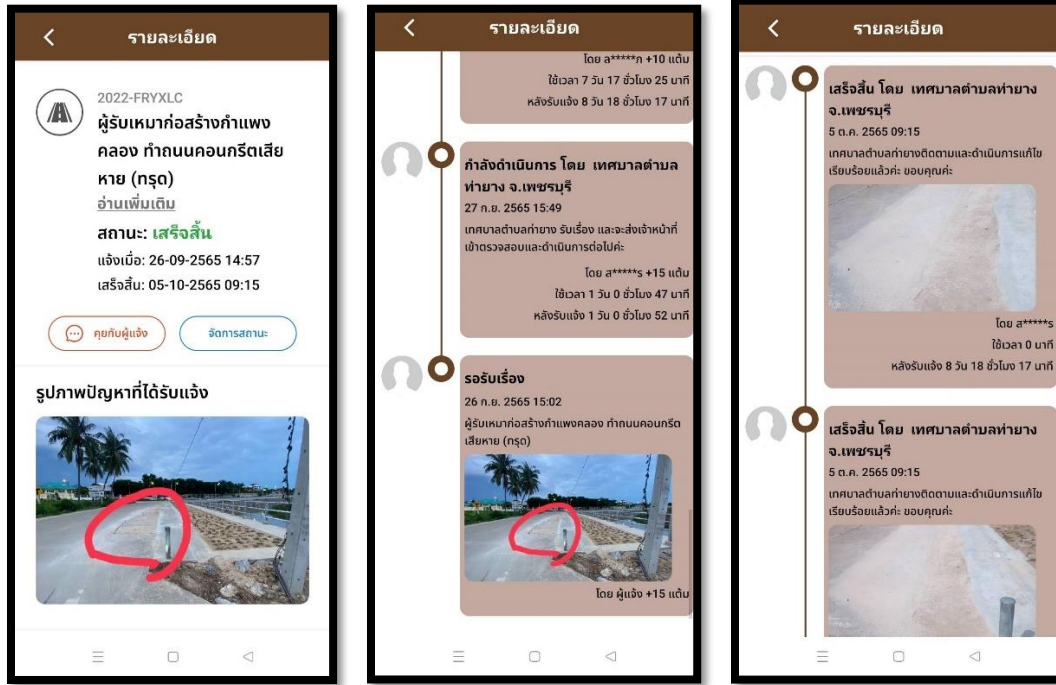 รายละเอียด
2022-FRYXLC
ผู้รับเหมาก่อสร้างกำแพง
คลอง ทำถนนคอนกรีตเสีย
หาย (ทรุด)
อ่านเพิ่มเติม
สถานะ: เสร็จสิ้น
แจ้งเมื่อ: 26-09-2565 14:57
เสร็จสิ้น: 05-10-2565 09:15
คุยกับผู้แจ้ง
จัดการสถานะ
รูปภาพปัญหาที่ได้รับแจ้ง
รายละเอียด
โดย ล*****ภ +10 แต้ม
ใช้เวลา 7 วัน 17 ชั่วโมง 25 นาที
หลังรับแจ้ง 8 วัน 18 ชั่วโมง 17 นาที
กำลังดำเนินการ โดย เทศบาลตำบล
ท่ายาง จ.เพชรบุรี
27 ก.ย. 2565 15:49
เทศบาลตำบลท่ายาง รับเรื่อง และจะส่งเจ้าหน้าที่
เข้าตรวจสอบและดำเนินการต่อไปค่ะ
โดย a*****s +15 แต้ม
ใช้เวลา 1 วัน 0 ชั่วโมง 47 นาที
หลังรับแจ้ง 1 วัน 0 ชั่วโมง 52 นาที
รอรับเรื่อง
26 ก.ย. 2565 15:02
ผู้รับเหมาก่อสร้างกำแพงคลอง ทำถนนคอนกรีต
เสียหาย (ทรุด)
โดย ผู้แจ้ง +15 แต้ม
รายละเอียด
เสร็จสิ้น โดย เทศบาลตำบลท่ายาง
จ.เพชรบุรี
5 ต.ค. 2565 09:15
เทศบาลตำบลท่ายางติดตามและดำเนินการแก้ไข
เรียบร้อยแล้วค่ะ ขอบคุณค่ะ
โดย a*****s
ใช้เวลา 0 นาที
หลังรับแจ้ง 8 วัน 18 ชั่วโมง 17 นาที
เสร็จสิ้น โดย เทศบาลตำบลท่ายาง
จ.เพชรบุรี
5 ต.ค. 2565 09:15
เทศบาลตำบลท่ายางติดตามและดำเนินการแก้ไข
เรียบร้อยแล้วค่ะ ขอบคุณค่ะ